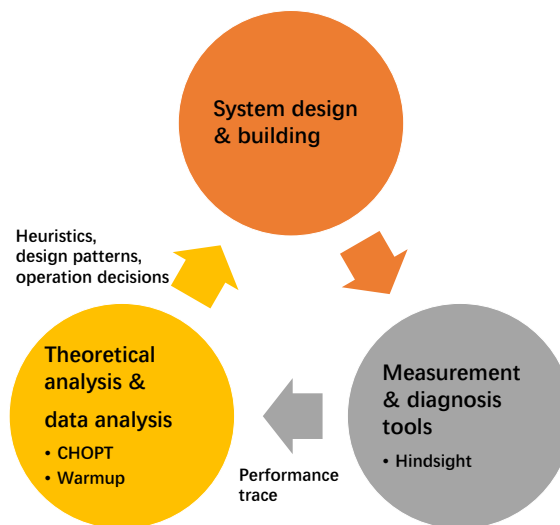 System design
& building
Heuristics,
design patterns,
operation decisions
Theoretical
analysis &
data analysis
• CHOPT
• Warmup
Measurement
& diagnosis
tools
• Hindsight
Performance
trace